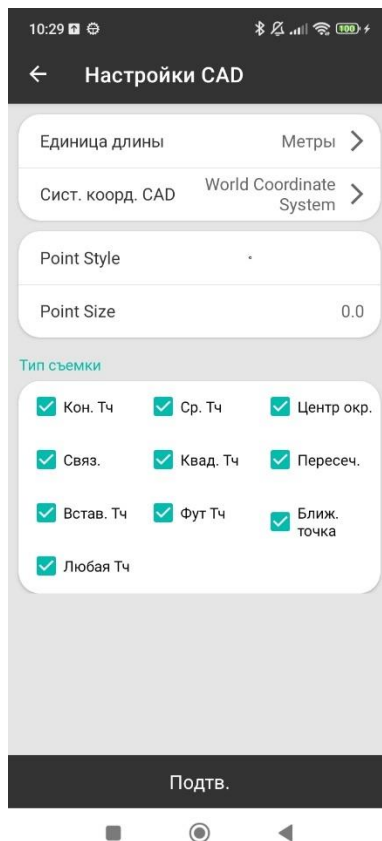 10:29
100
Настройки CAD
Единица длины
Метры
Сист. коорд. CAD
World Coordinate
System
Point Style
Point Size
0.0
Тип съемки
Кон. Тч
Ср. Тч
Центр окр.
Связ.
Квад. Тч
Пересеч.
Встав. Тч
Фут Тч
Ближ.
точка
Любая Тч
Подтв.